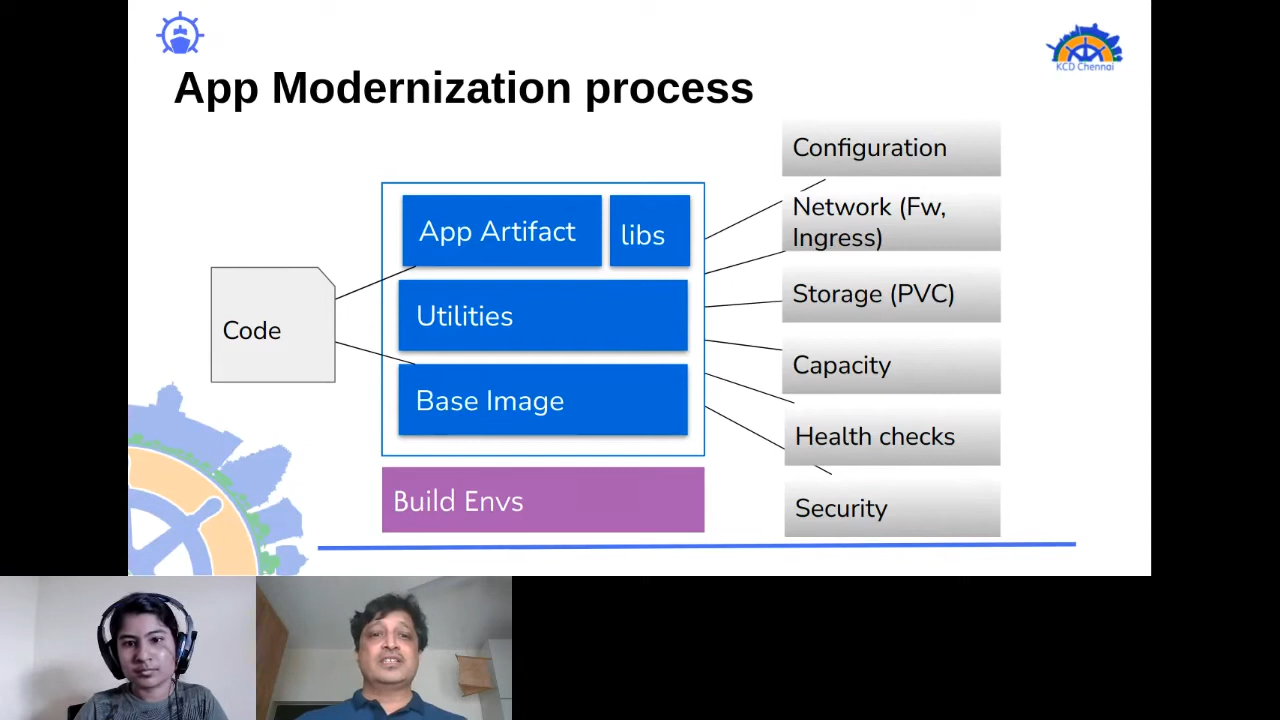 KCD Chennai
App Modernization process
Configuration
Network (Fw,
Ingress)
Storage (PVC)
Capacity
Health checks
Security
App Artifact
libs
Utilities
Base Image
Code
Build Envs